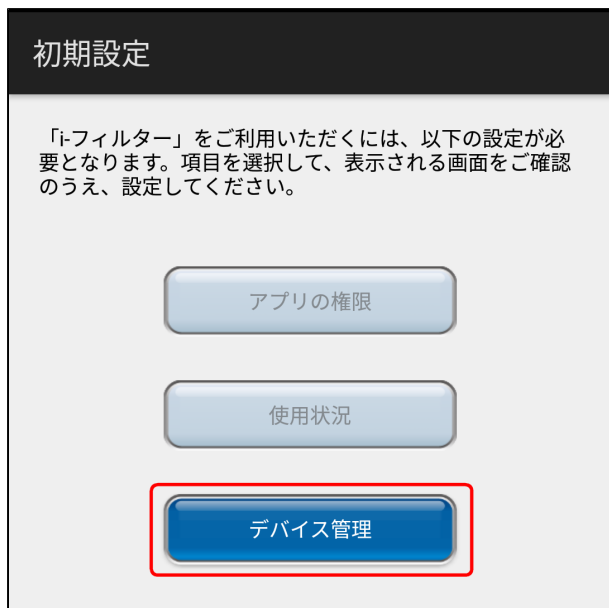 初期設定
「i-フィルター」をご利用いただくには、以下の設定が必
要となります。項目を選択して、表示される画面をご確認
のうえ、設定してください。
アプリの権限
使用状況
デバイス管理